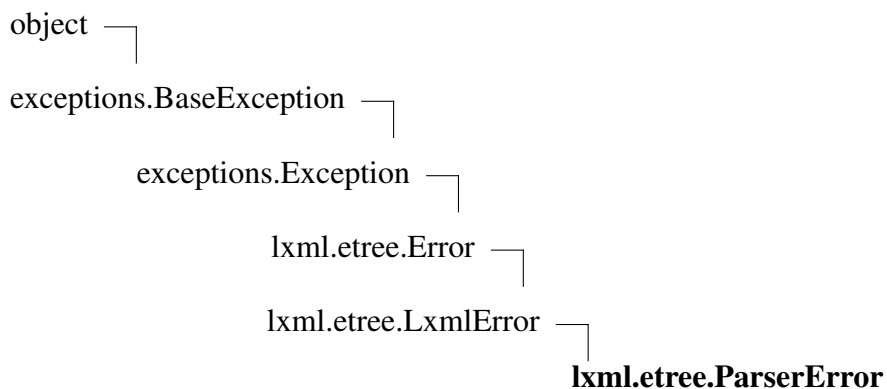 object
exceptions.BaseException
exceptions.Exception
lxml.etree.Error
lxml.etree.LxmlError
lxml.etree.ParserError